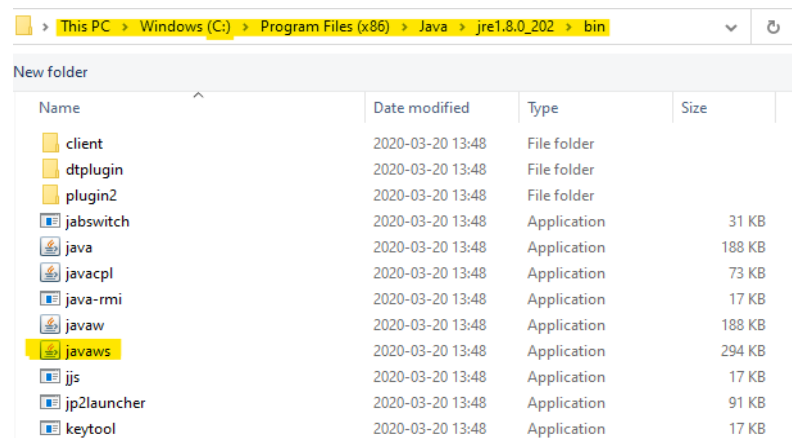 This PC > Windows (C:) > Program Files (x86) > Java > jre1.8.0_202 > bin
New folder
Name Date modified Type Size
client 2020-03-20 13:48 File folder
dtplugin 2020-03-20 13:48 File folder
plugin2 2020-03-20 13:48 File folder
jabswitch 2020-03-20 13:48 Application 31 KB
java 2020-03-20 13:48 Application 188 KB
javacpl 2020-03-20 13:48 Application 73 KB
java-rmi 2020-03-20 13:48 Application 17 KB
javaw 2020-03-20 13:48 Application 188 KB
javaws 2020-03-20 13:48 Application 294 KB
jjs 2020-03-20 13:48 Application 17 KB
jp2launcher 2020-03-20 13:48 Application 91 KB
keytool 2020-03-20 13:48 Application 17 KB